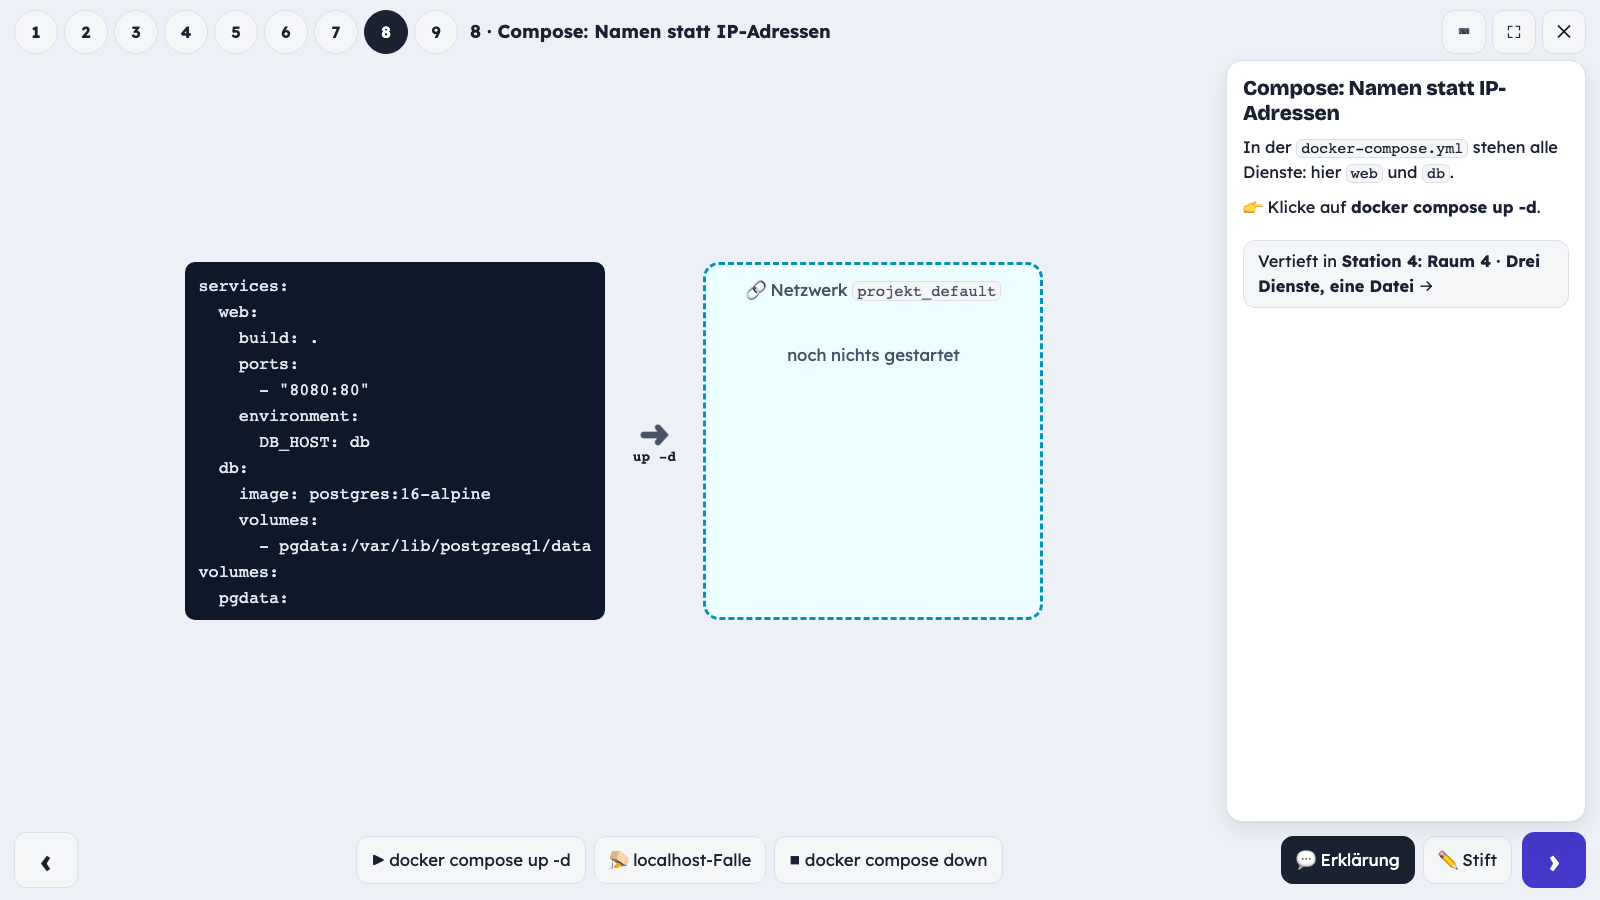 1 2 3 4 5 6 7 8 9 8 · Compose: Namen statt IP-Adressen
services:
  web:
    build: .
    ports:
      - "8080:80"
    environment:
      DB_HOST: db
  db:
    image: postgres:16-alpine
    volumes:
      - pgdata:/var/lib/postgresql/data
volumes:
  pgdata:
➜
up -d
🔗 Netzwerk projekt_default
noch nichts gestartet
Compose: Namen statt IP-
Adressen
In der docker-compose.yml stehen alle
Dienste: hier web und db.
👉 Klicke auf docker compose up -d.
Vertieft in Station 4: Raum 4 · Drei
Dienste, eine Datei →
‹ ▶ docker compose up -d 🪤 localhost-Falle ■ docker compose down 💬 Erklärung ✏️ Stift ›